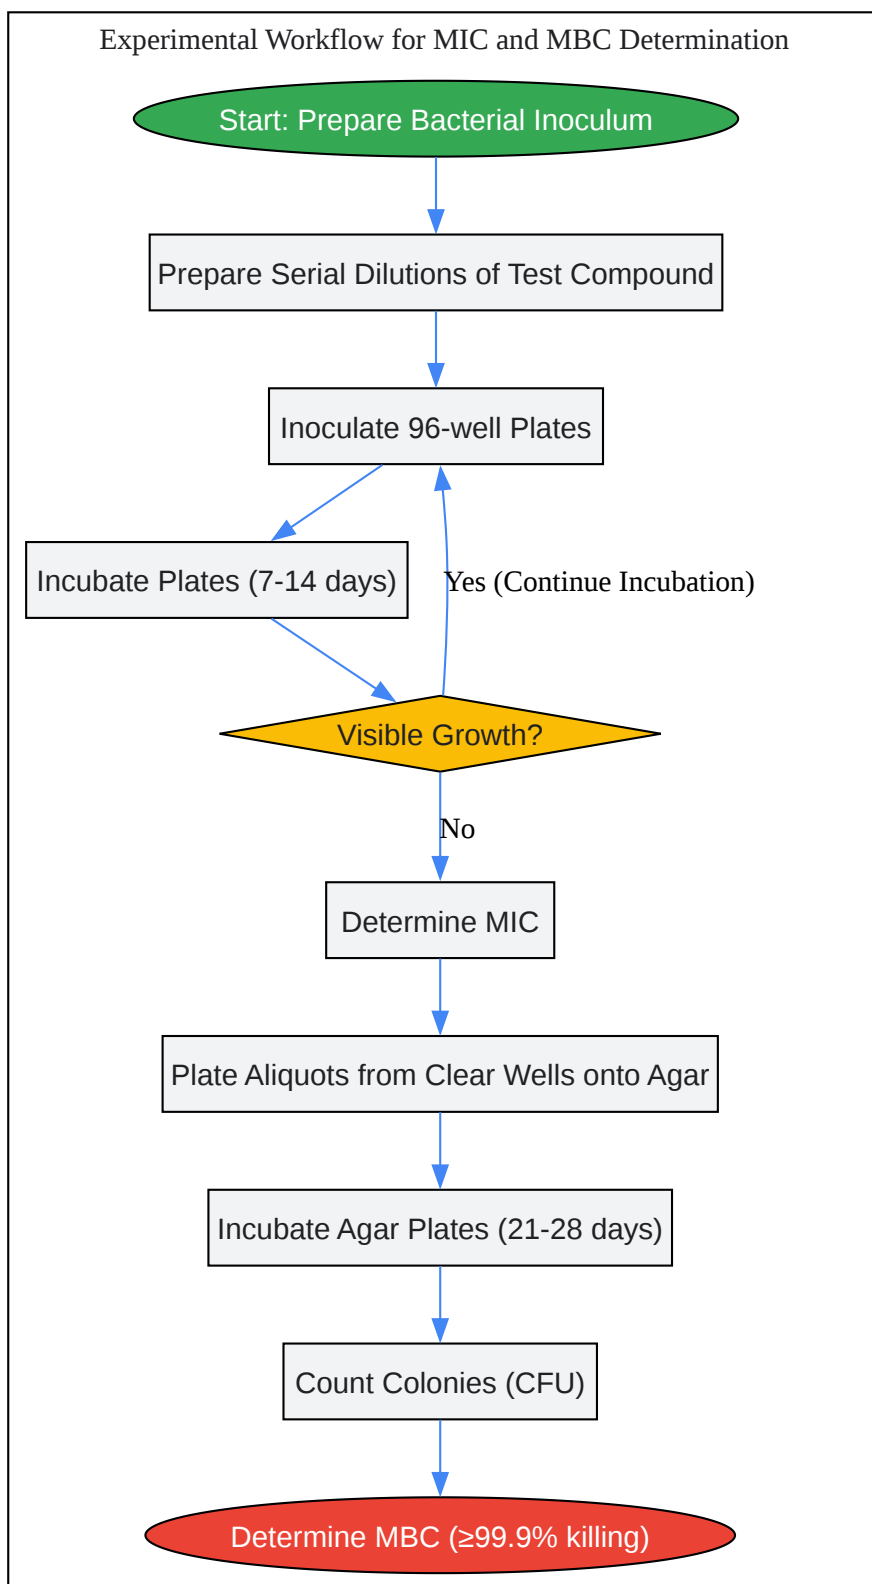 Experimental Workflow for MIC and MBC Determination
Start: Prepare Bacterial Inoculum
Prepare Serial Dilutions of Test Compound
Inoculate 96-well Plates
Incubate Plates (7-14 days)
Yes (Continue Incubation)
Visible Growth?
No
Determine MIC
Plate Aliquots from Clear Wells onto Agar
Incubate Agar Plates (21-28 days)
Count Colonies (CFU)
Determine MBC (≥99.9% killing)